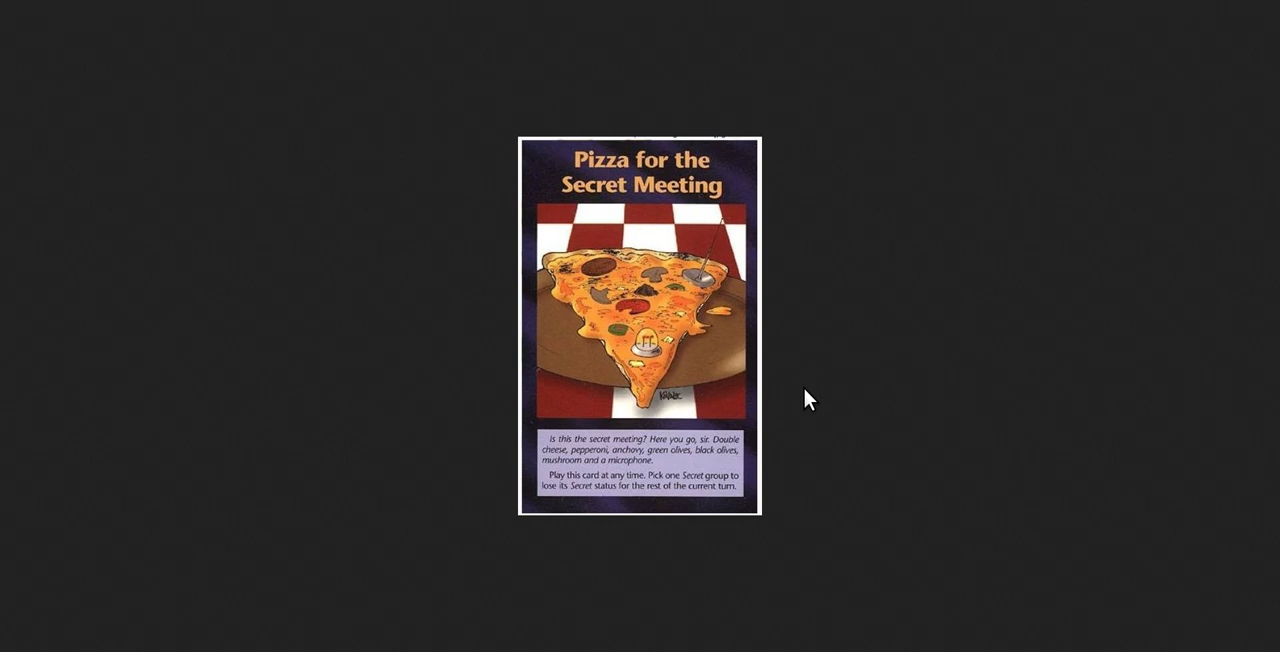 Pizza for the
Secret Meeting
Is this the secret meeting? Here you go, sir. Double
cheese, pepperoni, anchovy, green olives, black olives,
mushroom and a microphone.
Play this card at any time. Pick one Secret group to
lose its Secret status for the rest of the current turn.